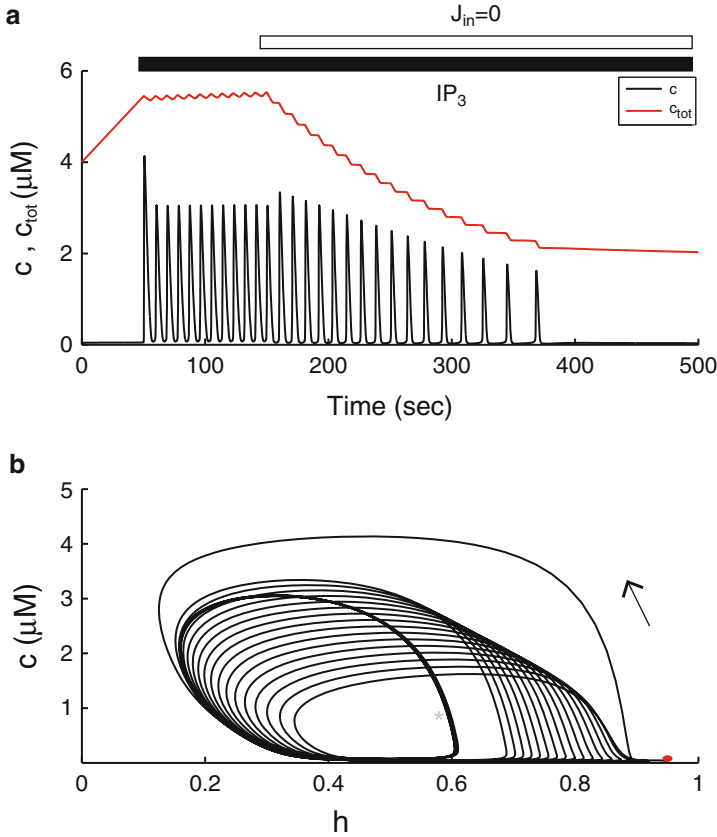 a
J_in=0
IP_3
c
c_tot
c , c_tot (μM)
6
4
2
0
0 100 200 300 400 500
Time (sec)
b
c (μM)
5
4
3
2
1
*
0 0.2 0.4 0.6 0.8 1
h